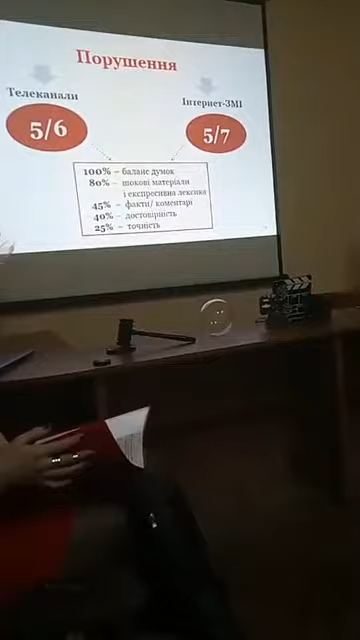 Порушення
Телеканали
Інтернет-ЗМІ
5/6
5/7
100% – баланс думок
80% – шокові матеріали
і експресивна лексика
45% – факти/ коментарі
40% – достовірність
25% – точність